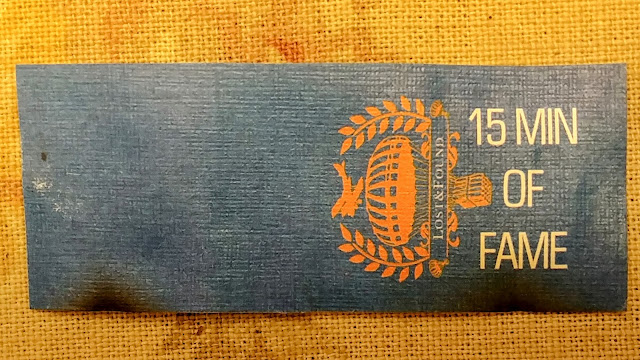 15 MIN
OF
FAME
LOST & FOUND